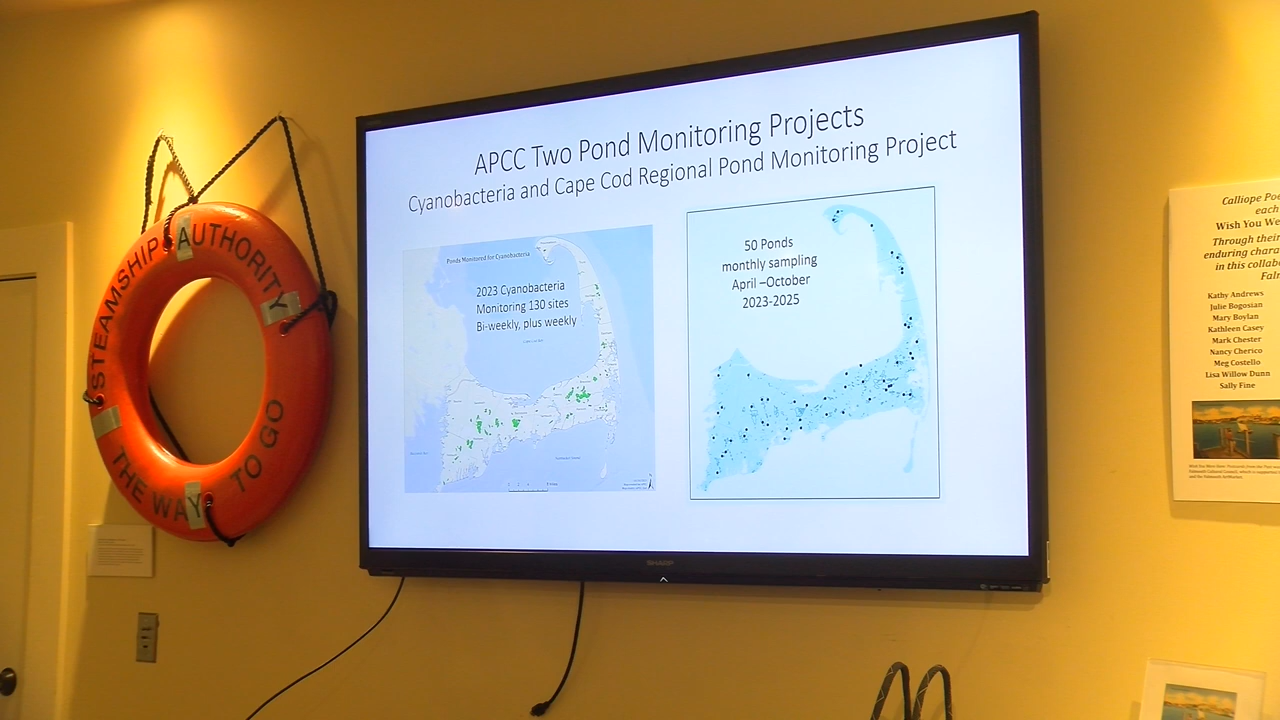 STEAMSHIP AUTHORITY
THE WAY TO GO
APCC Two Pond Monitoring Projects
Cyanobacteria and Cape Cod Regional Pond Monitoring Project
Ponds Monitored for Cyanobacteria
2023 Cyanobacteria
Monitoring 130 sites
Bi-weekly, plus weekly
50 Ponds
monthly sampling
April –October
2023-2025
SHARP
Calliope Poe
each
Wish You We
Through their
enduring chara
in this collabo
Faln
Kathy Andrews
Julie Bogosian
Mary Boylan
Kathleen Casey
Mark Chester
Nancy Cherico
Meg Costello
Lisa Willow Dunn
Sally Fine